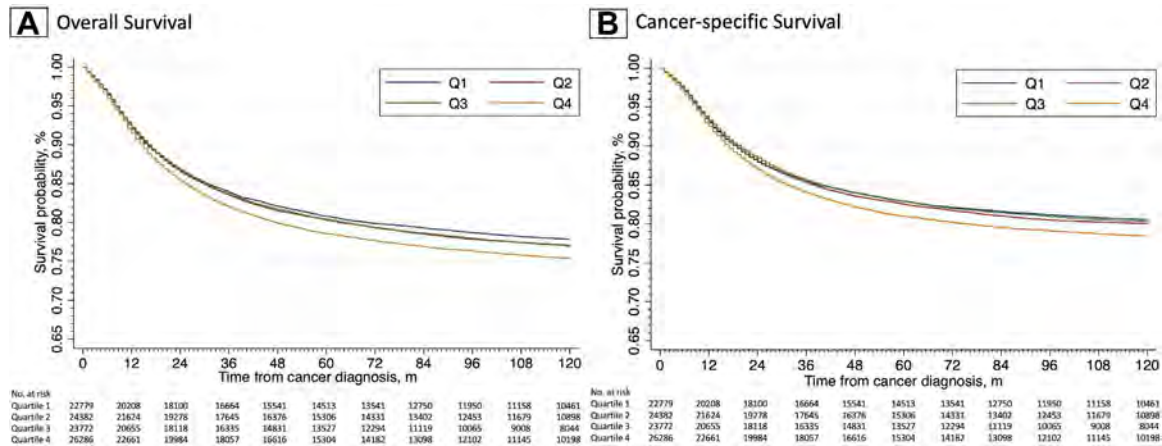 A Overall Survival
Survival probability, %
1.00
0.95
0.90
0.85
0.80
0.75
0.70
0.65
Q1 Q2
Q3 Q4
0 12 24 36 48 60 72 84 96 108 120
Time from cancer diagnosis, m
No. at risk
Quartile 1 22779 20208 18100 16664 15541 14513 13541 12750 11950 11158 10461
Quartile 2 24382 21624 19278 17645 16376 15306 14331 13402 12453 11679 10898
Quartile 3 23772 20655 18118 16335 14831 13527 12294 11119 10065 9008 8044
Quartile 4 26286 22661 19984 18057 16616 15304 14182 13098 12102 11145 10198
B Cancer-specific Survival
Survival probability, %
1.00
0.95
0.90
0.85
0.80
0.75
0.70
0.65
Q1 Q2
Q3 Q4
0 12 24 36 48 60 72 84 96 108 120
Time from cancer diagnosis, m
No. at risk
Quartile 1 22779 20208 18100 16664 15541 14513 13541 12750 11950 11158 10461
Quartile 2 24382 21624 19278 17645 16376 15306 14331 13402 12453 11679 10898
Quartile 3 23772 20655 18118 16335 14831 13527 12294 11119 10065 9008 8044
Quartile 4 26286 22661 19984 18057 16616 15304 14182 13098 12102 11145 10198